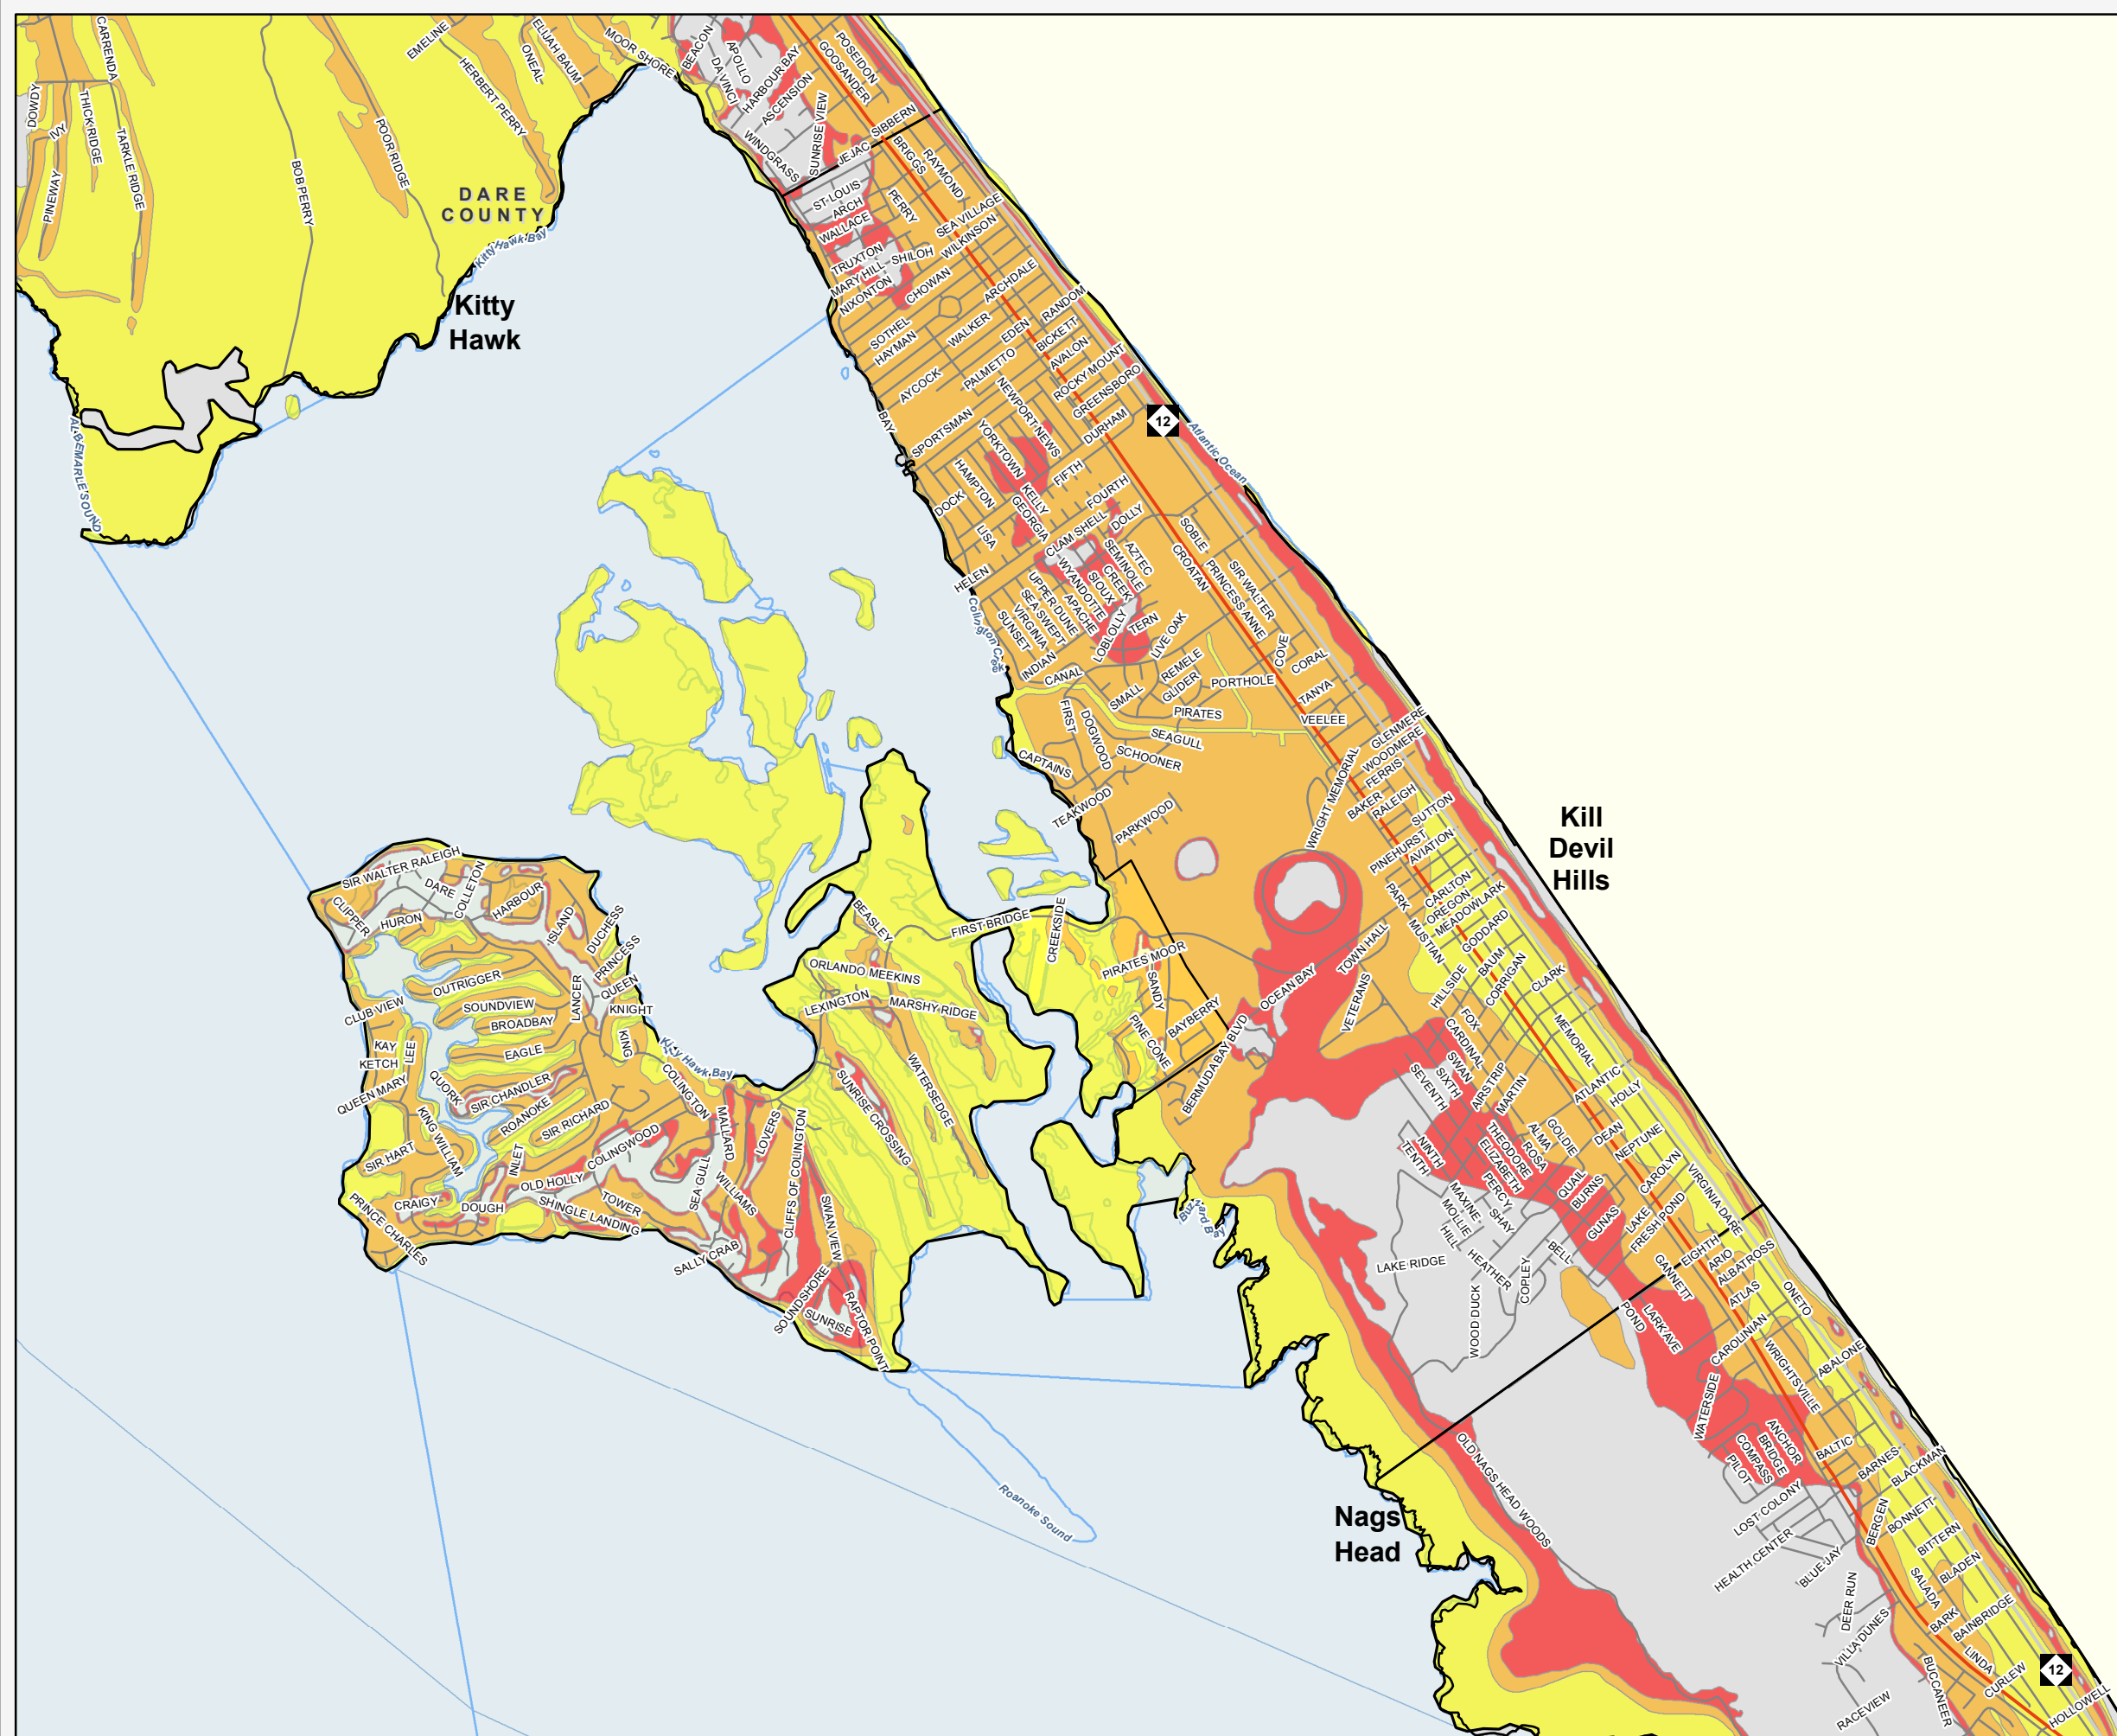 CARRENDA
DOWDY
IVY
THICK RIDGE
TARKLE RIDGE
PINEWAY
BOB PERRY
POOR RIDGE
EMELINE
HERBERT PERRY
ONEAL
ELIJAH BAUM
MOOR SHORE
DARE
COUNTY
Kitty Hawk Bay
Kitty
Hawk
ALBEMARLE SOUND
BEACON
APOLLO
DA VINCI
HARBOUR BAY
ASCENSION
SUNRISE VIEW
WINDGRASS
GOOSANDER
POSEIDON
SIBBERN
JEJAC
BRIGGS
RAYMOND
ST LOUIS
ARCH
WALLACE
PERRY
SEA VILLAGE
WILKINSON
TRUXTON
SHILOH
MARY HILL
NIXONTON
CHOWAN
ARCHDALE
RANDOM
SOTHEL
HAYMAN
WALKER
EDEN
BICKETT
AVALON
AYCOCK
PALMETTO
ROCKY MOUNT
GREENSBORO
NEWPORT NEWS
DURHAM
BAY
SPORTSMAN
YORKTOWN
12
Atlantic Ocean
HAMPTON
FIFTH
KELLY
GEORGIA
FOURTH
DOCK
LISA
CLAM SHELL
DOLLY
SOBLE
AZTEC
SEMINOLE
CREEK
SIOUX
WYANDOTTE
APACHE
UPPER DUNE
SEA SWEPT
VIRGINIA
SUNSET
HELEN
CROATAN
PRINCESS ANNE
SIR WALTER
Colington Creek
LOBLOLLY
TERN
LIVE OAK
COVE
CORAL
INDIAN
CANAL
REMELE
GLIDER
SMALL
PORTHOLE
TANYA
PIRATES
VEELEE
FIRST
DOGWOOD
SEAGULL
SCHOONER
CAPTAINS
GLENMERE
WOODMERE
FERRIS
WRIGHT MEMORIAL
BAKER
RALEIGH
SUTTON
TEAKWOOD
PARKWOOD
PINEHURST
AVIATION
Kill
Devil
Hills
PARK
CARLTON
OREGON
MEADOWLARK
MUSTIAN
GODDARD
BAUM
CORRIGAN
CLARK
HILLSIDE
TOWN HALL
VETERANS
OCEAN BAY
FOX
MEMORIAL
SIR WALTER RALEIGH
DARE
COLLETON
CLIPPER
HURON
HARBOUR
ISLAND
DUCHESS
PRINCESS
QUEEN
KNIGHT
KING
LANCER
OUTRIGGER
SOUNDVIEW
BROADBAY
EAGLE
CLUB VIEW
KAY
KETCH
LEE
QUEEN MARY
QUORK
SIR CHANDLER
ROANOKE
SIR RICHARD
KING WILLIAM
SIR HART
INLET
COLINGWOOD
OLD HOLLY
CRAIGY
DOUGH
TOWER
SHINGLE LANDING
PRINCE CHARLES
Kitty Hawk Bay
COLINGTON
MALLARD
LOVERS
SEA GULL
WILLIAMS
CLIFFS OF COLINGTON
SWAN VIEW
SALLY CRAB
SOUNDSHORE
SUNRISE
RAPTOR POINT
BEASLEY
FIRST BRIDGE
CREEKSIDE
ORLANDO MEEKINS
LEXINGTON
MARSHY RIDGE
WATERSEDGE
SUNRISE CROSSING
PIRATES MOOR
SANDY
BAYBERRY
PINE CONE
BERMUDA BAY BLVD
Buzzard Bay
CARDINAL
SWAN
SIXTH
SEVENTH
AIRSTRIP
MARTIN
ATLANTIC
HOLLY
GOLDIE
ALMA
ROSA
THEODORE
ELIZABETH
PERCY
SHAY
DEAN
NEPTUNE
NINTH
TENTH
QUAIL
BURNS
GUNAS
CAROLYN
VIRGINIA DARE
LAKE
FRESH POND
MAXINE
MOLLIE
HILL
HEATHER
COPLEY
BELL
LAKE RIDGE
WOOD DUCK
EIGHTH
GANNETT
ARIO
ALBATROSS
ATLAS
ONETO
POND
LARK AVE
CAROLINIAN
WRIGHTSVILLE
ABALONE
WATERSIDE
ANCHOR
BRIDGE
COMPASS
PILOT
BALTIC
BARNES
BLACKMAN
LOST COLONY
HEALTH CENTER
BLUE JAY
BERGEN
BONNETT
BITTERN
BLADEN
SALADA
DEER RUN
BARK
BAINBRIDGE
VILLA DUNES
LINDA
CURLEW
BUCCANEER
RACEVIEW
HOLLOWELL
12
OLD NAGS HEAD WOODS
Nags
Head
Roanoke Sound